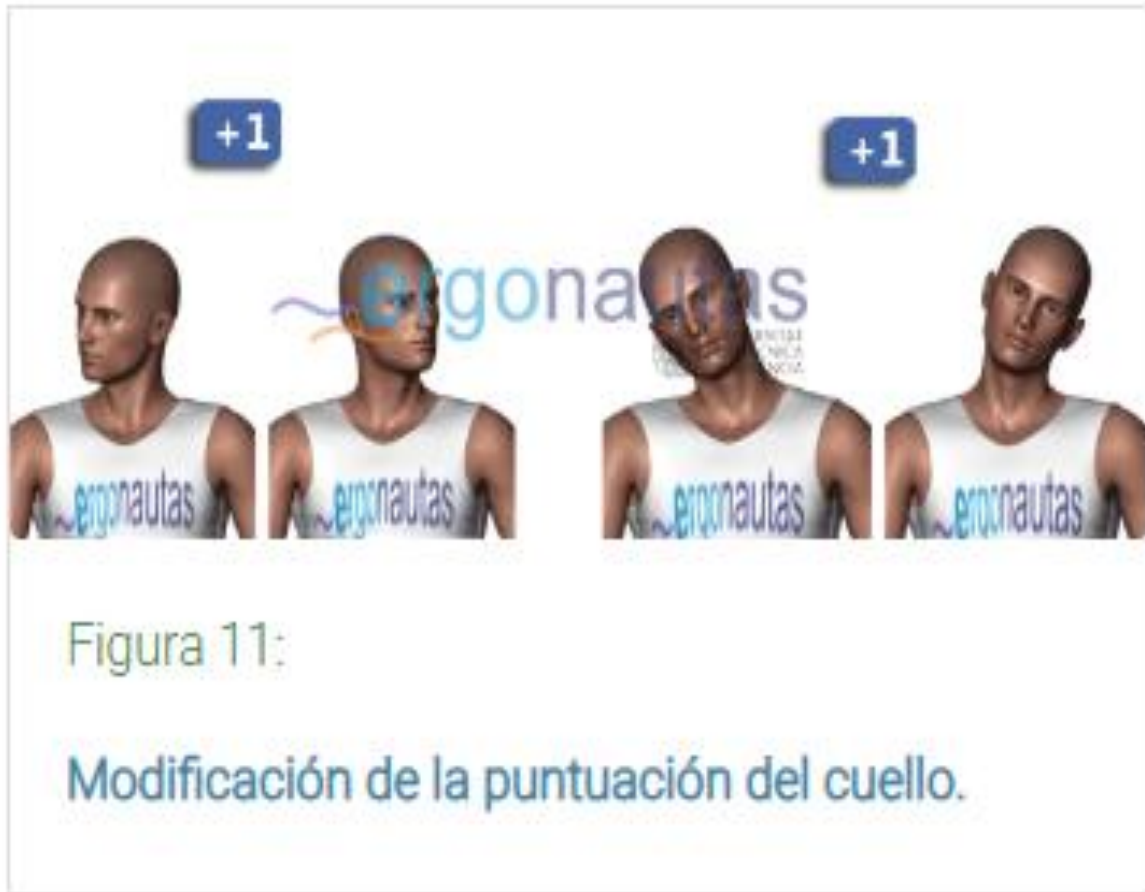 +1
+1
ergonautas
ergonautas
ergonautas
ergonautas
ergonautas
Figura 11:
Modificación de la puntuación del cuello.